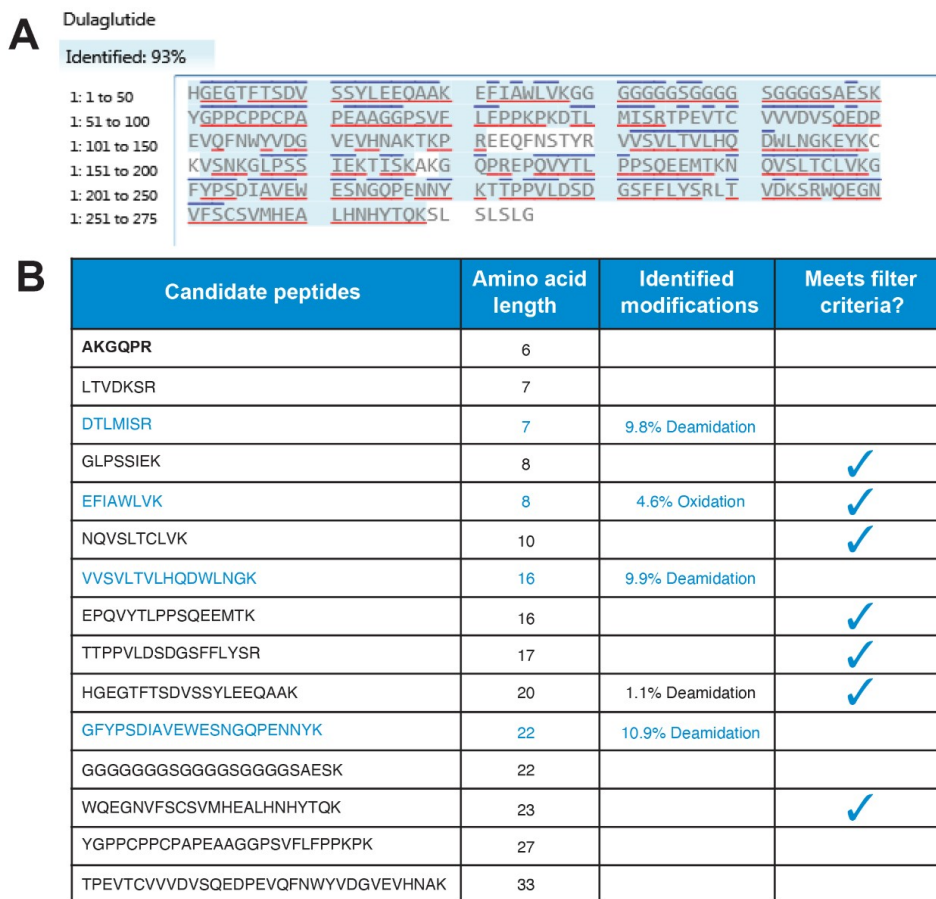 A
Dulaglutide
Identified: 93%
1: 1 to 50 HGEGTFTSDV SSYLEEQAAK EFIAWLVKGG GGGGGSGGGG SGGGGSAESK
1: 51 to 100 YGPPCPPCPA PEAAGGPSVF LFPPKPKDTL MISRTPEVTC VVVDVSQEDP
1: 101 to 150 EVQFNWYVDG VEVHNAKTKP REEQFNSTYR VVSVLTVLHQ DWLNGKEYKC
1: 151 to 200 KVSNKGLPSS IEKTISKAKG QPREPQVYTL PPSQEEMTKN QVSLTCLVKG
1: 201 to 250 FYPSDIAVEW ESNGQPENNY KTTPPVLDSD GSFFLYSRLT VDKSRWQEGN
1: 251 to 275 VFSCSVMHEA LHNHYTQKSL SLSLG
B
Candidate peptides Amino acid length Identified modifications Meets filter criteria?
AKGQPR 6
LTVDKSR 7
DTLMISR 7 9.8% Deamidation
GLPSSIEK 8 ✓
EFIAWLVK 8 4.6% Oxidation ✓
NQVSLTCLVK 10 ✓
VVSVLTVLHQDWLNGK 16 9.9% Deamidation
EPQVYTLPPSQEEMTK 16 ✓
TTPPVLDSDGSFFLYSR 17 ✓
HGEGTFTSDVSSYLEEQAAK 20 1.1% Deamidation ✓
GFYPSDIAVEWESNGQPENNYK 22 10.9% Deamidation
GGGGGGGSGGGGSGGGGSAESK 22
WQEGNVFSCSVMHEALHNHYTQK 23 ✓
YGPPCPPCPAPEAAGGPSVFLFPPKPK 27
TPEVTCVVVDVSQEDPEVQFNWYVDGVEVHNAK 33